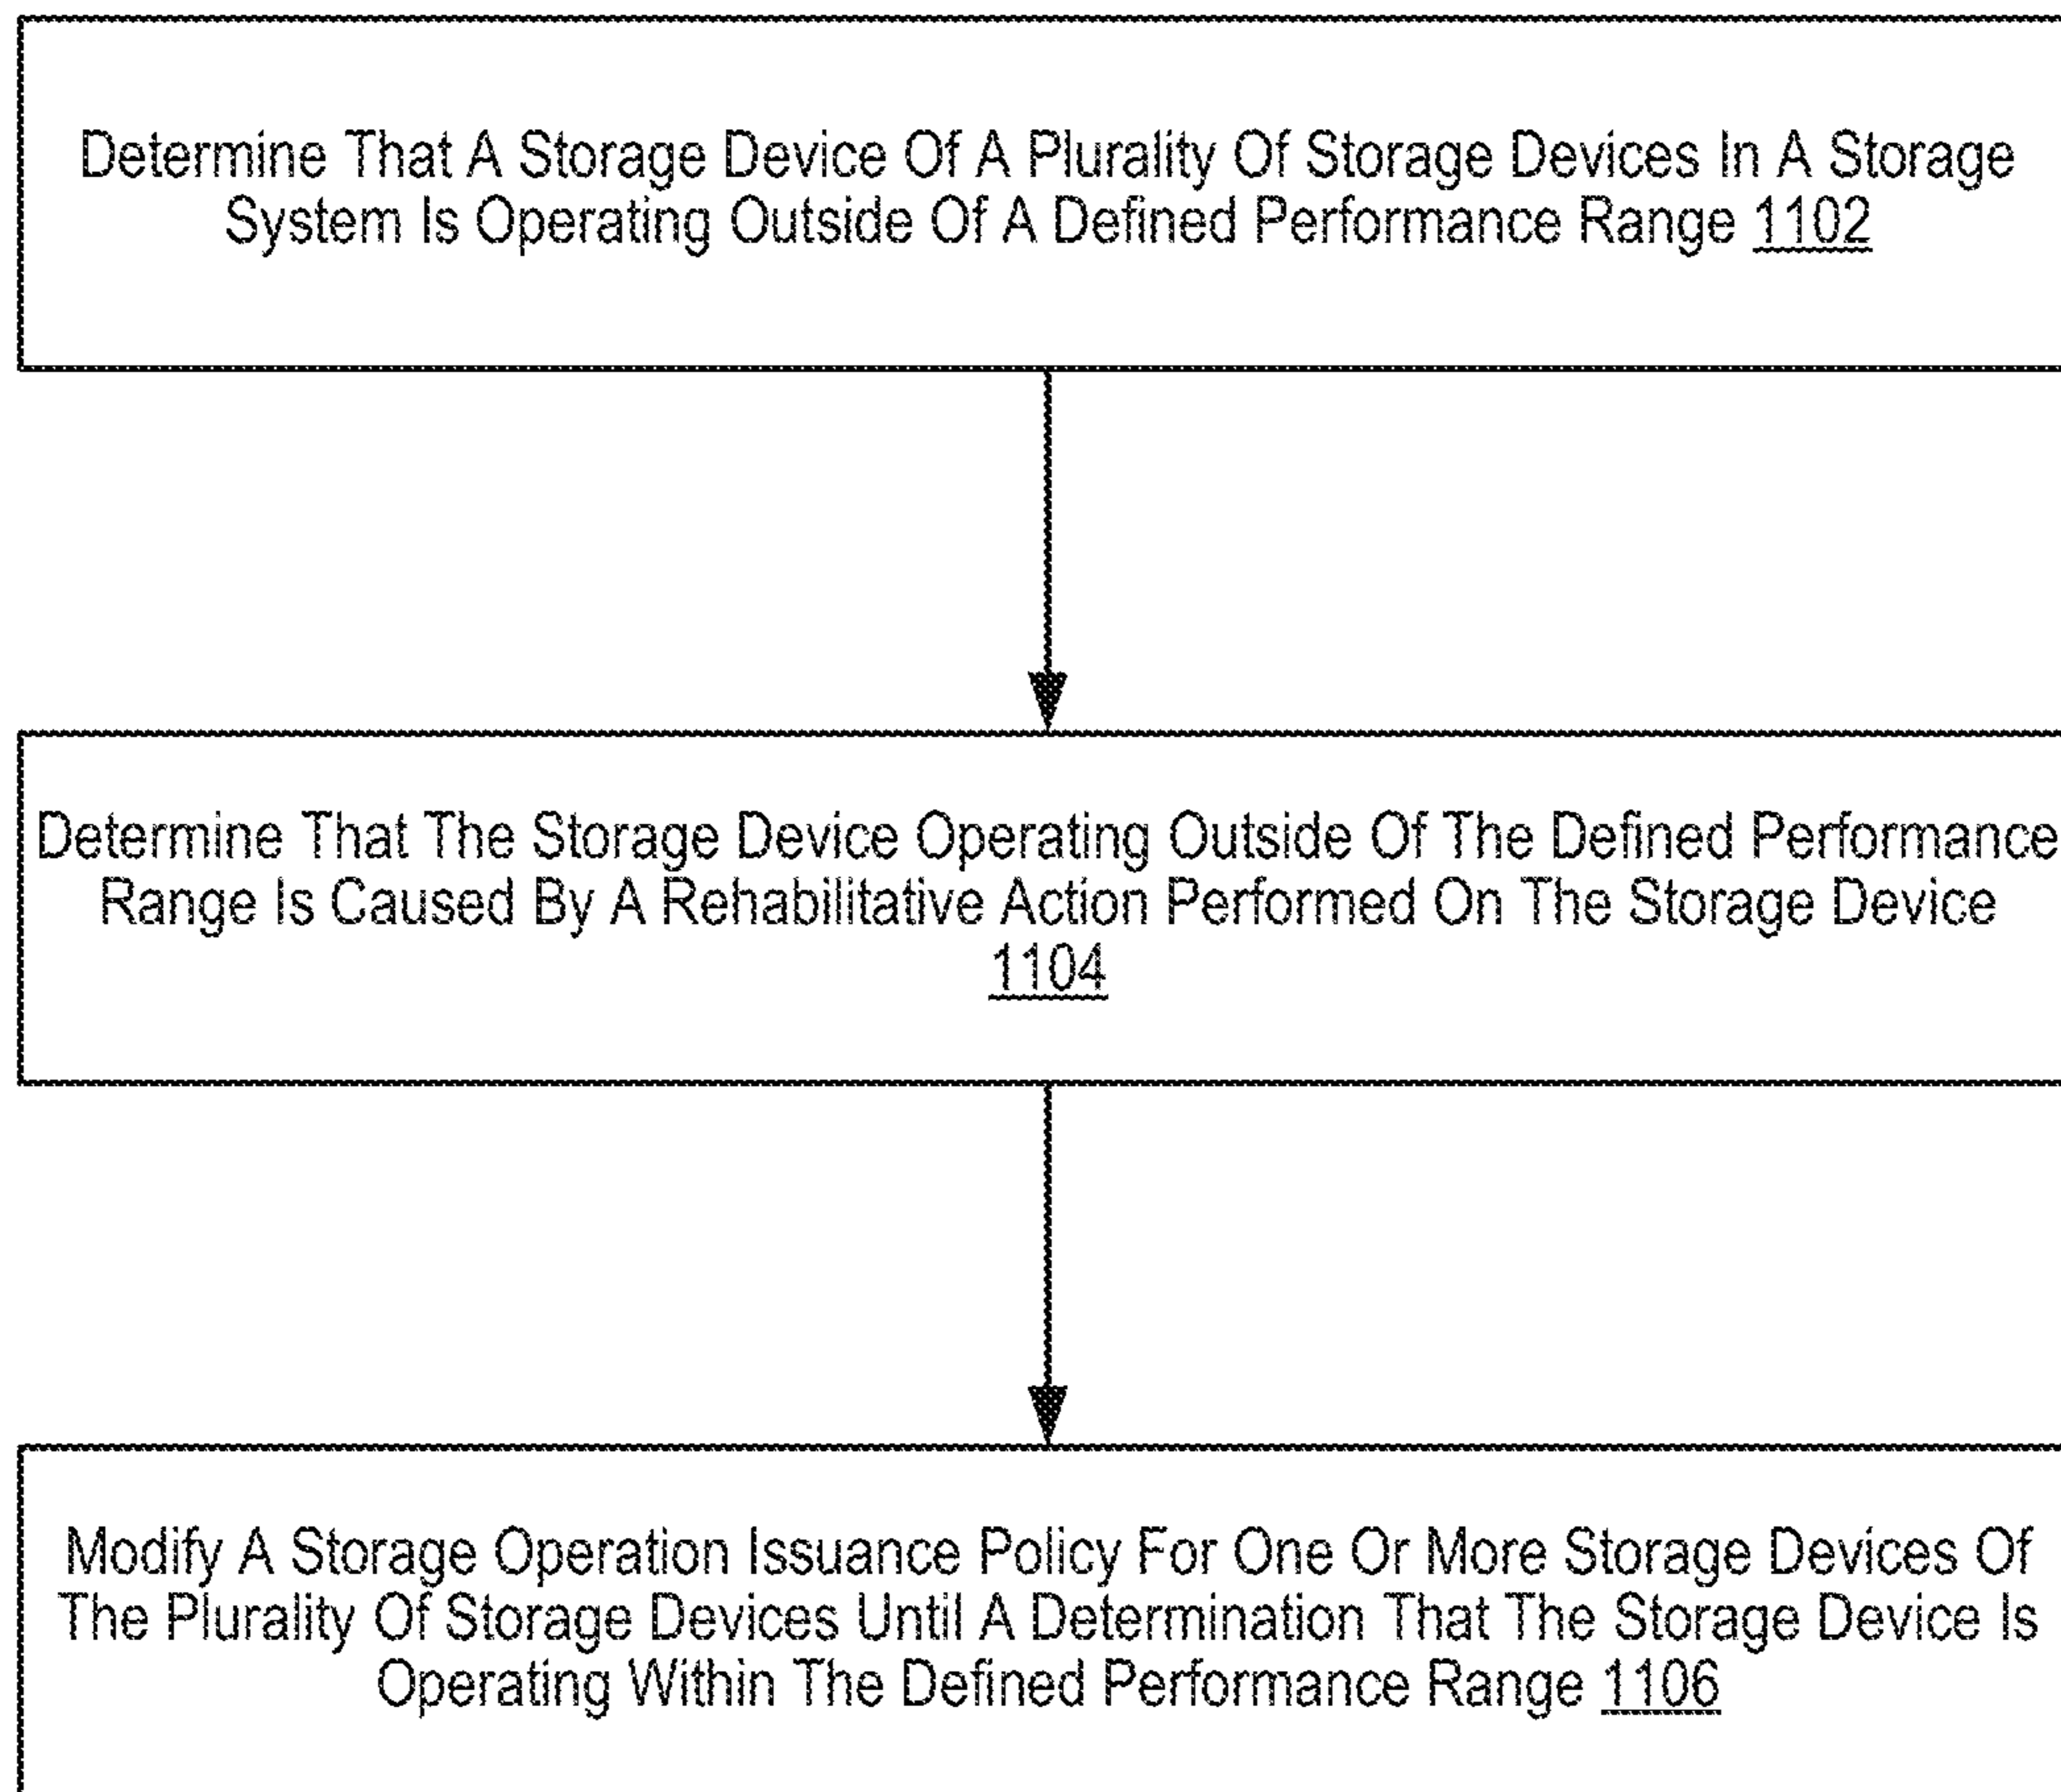 Determine That A Storage Device Of A Plurality Of Storage Devices In A Storage
System Is Operating Outside Of A Defined Performance Range 1102
Determine That The Storage Device Operating Outside Of The Defined Performance
Range Is Caused By A Rehabilitative Action Performed On The Storage Device
1104
Modify A Storage Operation Issuance Policy For One Or More Storage Devices Of
The Plurality Of Storage Devices Until A Determination That The Storage Device Is
Operating Within The Defined Performance Range 1106